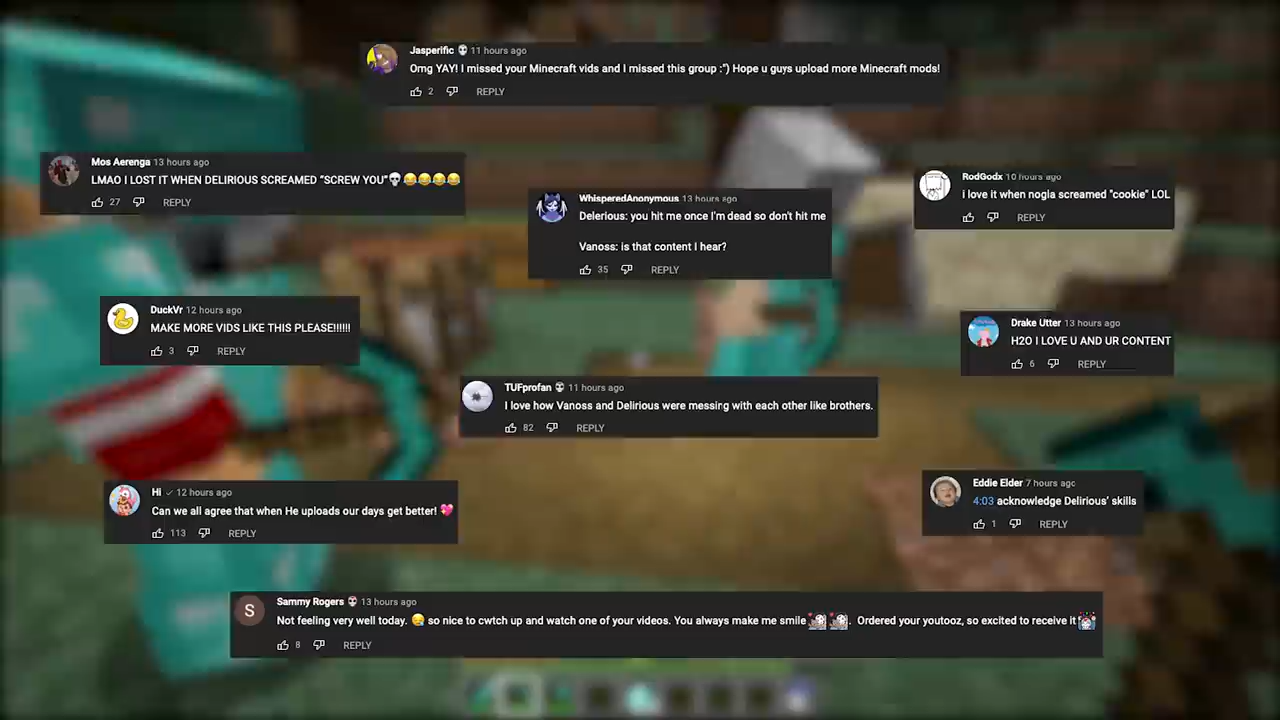 Jasperific 11 hours ago
Omg YAY! I missed your Minecraft vids and I missed this group :") Hope u guys upload more Minecraft mods!
2 REPLY
Mos Aerenga 13 hours ago
LMAO I LOST IT WHEN DELIRIOUS SCREAMED "SCREW YOU"💀😂😂😂😂
27 REPLY
WhisperedAnonymous 13 hours ago
Delerious: you hit me once I'm dead so don't hit me
Vanoss: is that content I hear?
35 REPLY
RodGodx 10 hours ago
i love it when nogla screamed "cookie" LOL
REPLY
DuckVr 12 hours ago
MAKE MORE VIDS LIKE THIS PLEASE!!!!!!
3 REPLY
Drake Utter 13 hours ago
H2O I LOVE U AND UR CONTENT
6 REPLY
TUFprofan 11 hours ago
I love how Vanoss and Delirious were messing with each other like brothers.
82 REPLY
Hi ✓ 12 hours ago
Can we all agree that when He uploads our days get better! 💖
113 REPLY
Eddie Elder 7 hours ago
4:03 acknowledge Delirious' skills
1 REPLY
S
Sammy Rogers 13 hours ago
Not feeling very well today. 😪 so nice to cwtch up and watch one of your videos. You always make me smile. Ordered your youtooz, so excited to receive it
8 REPLY